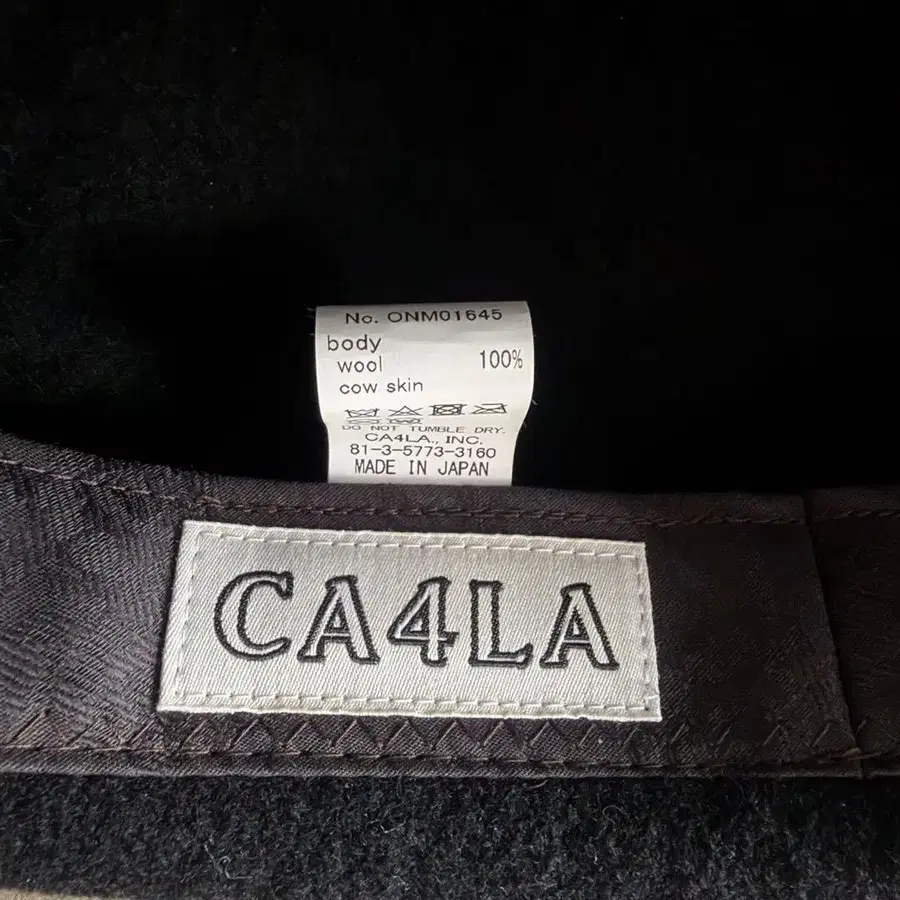 No. ONM01645
body
wool 100%
cow skin
DO NOT TUMBLE DRY.
CA4LA., INC.
81-3-5773-3160
MADE IN JAPAN
CA4LA